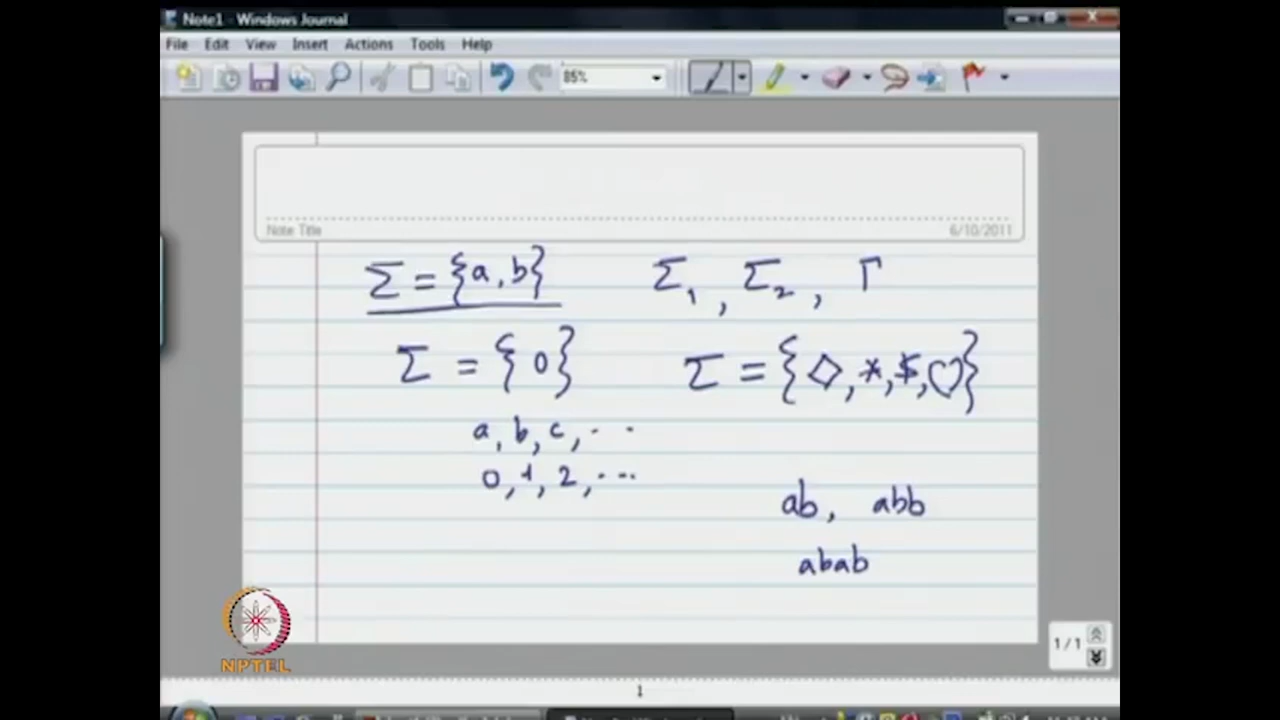 Note1 - Windows Journal
File Edit View Insert Actions Tools Help
85%
Note Title 6/10/2011
Σ = {a, b} Σ₁, Σ₂, Γ
Σ = {0} Σ = {◇, *, $, ♡}
a, b, c, ...
0, 1, 2, ...
ab, abb
abab
NPTEL
1 / 1
1